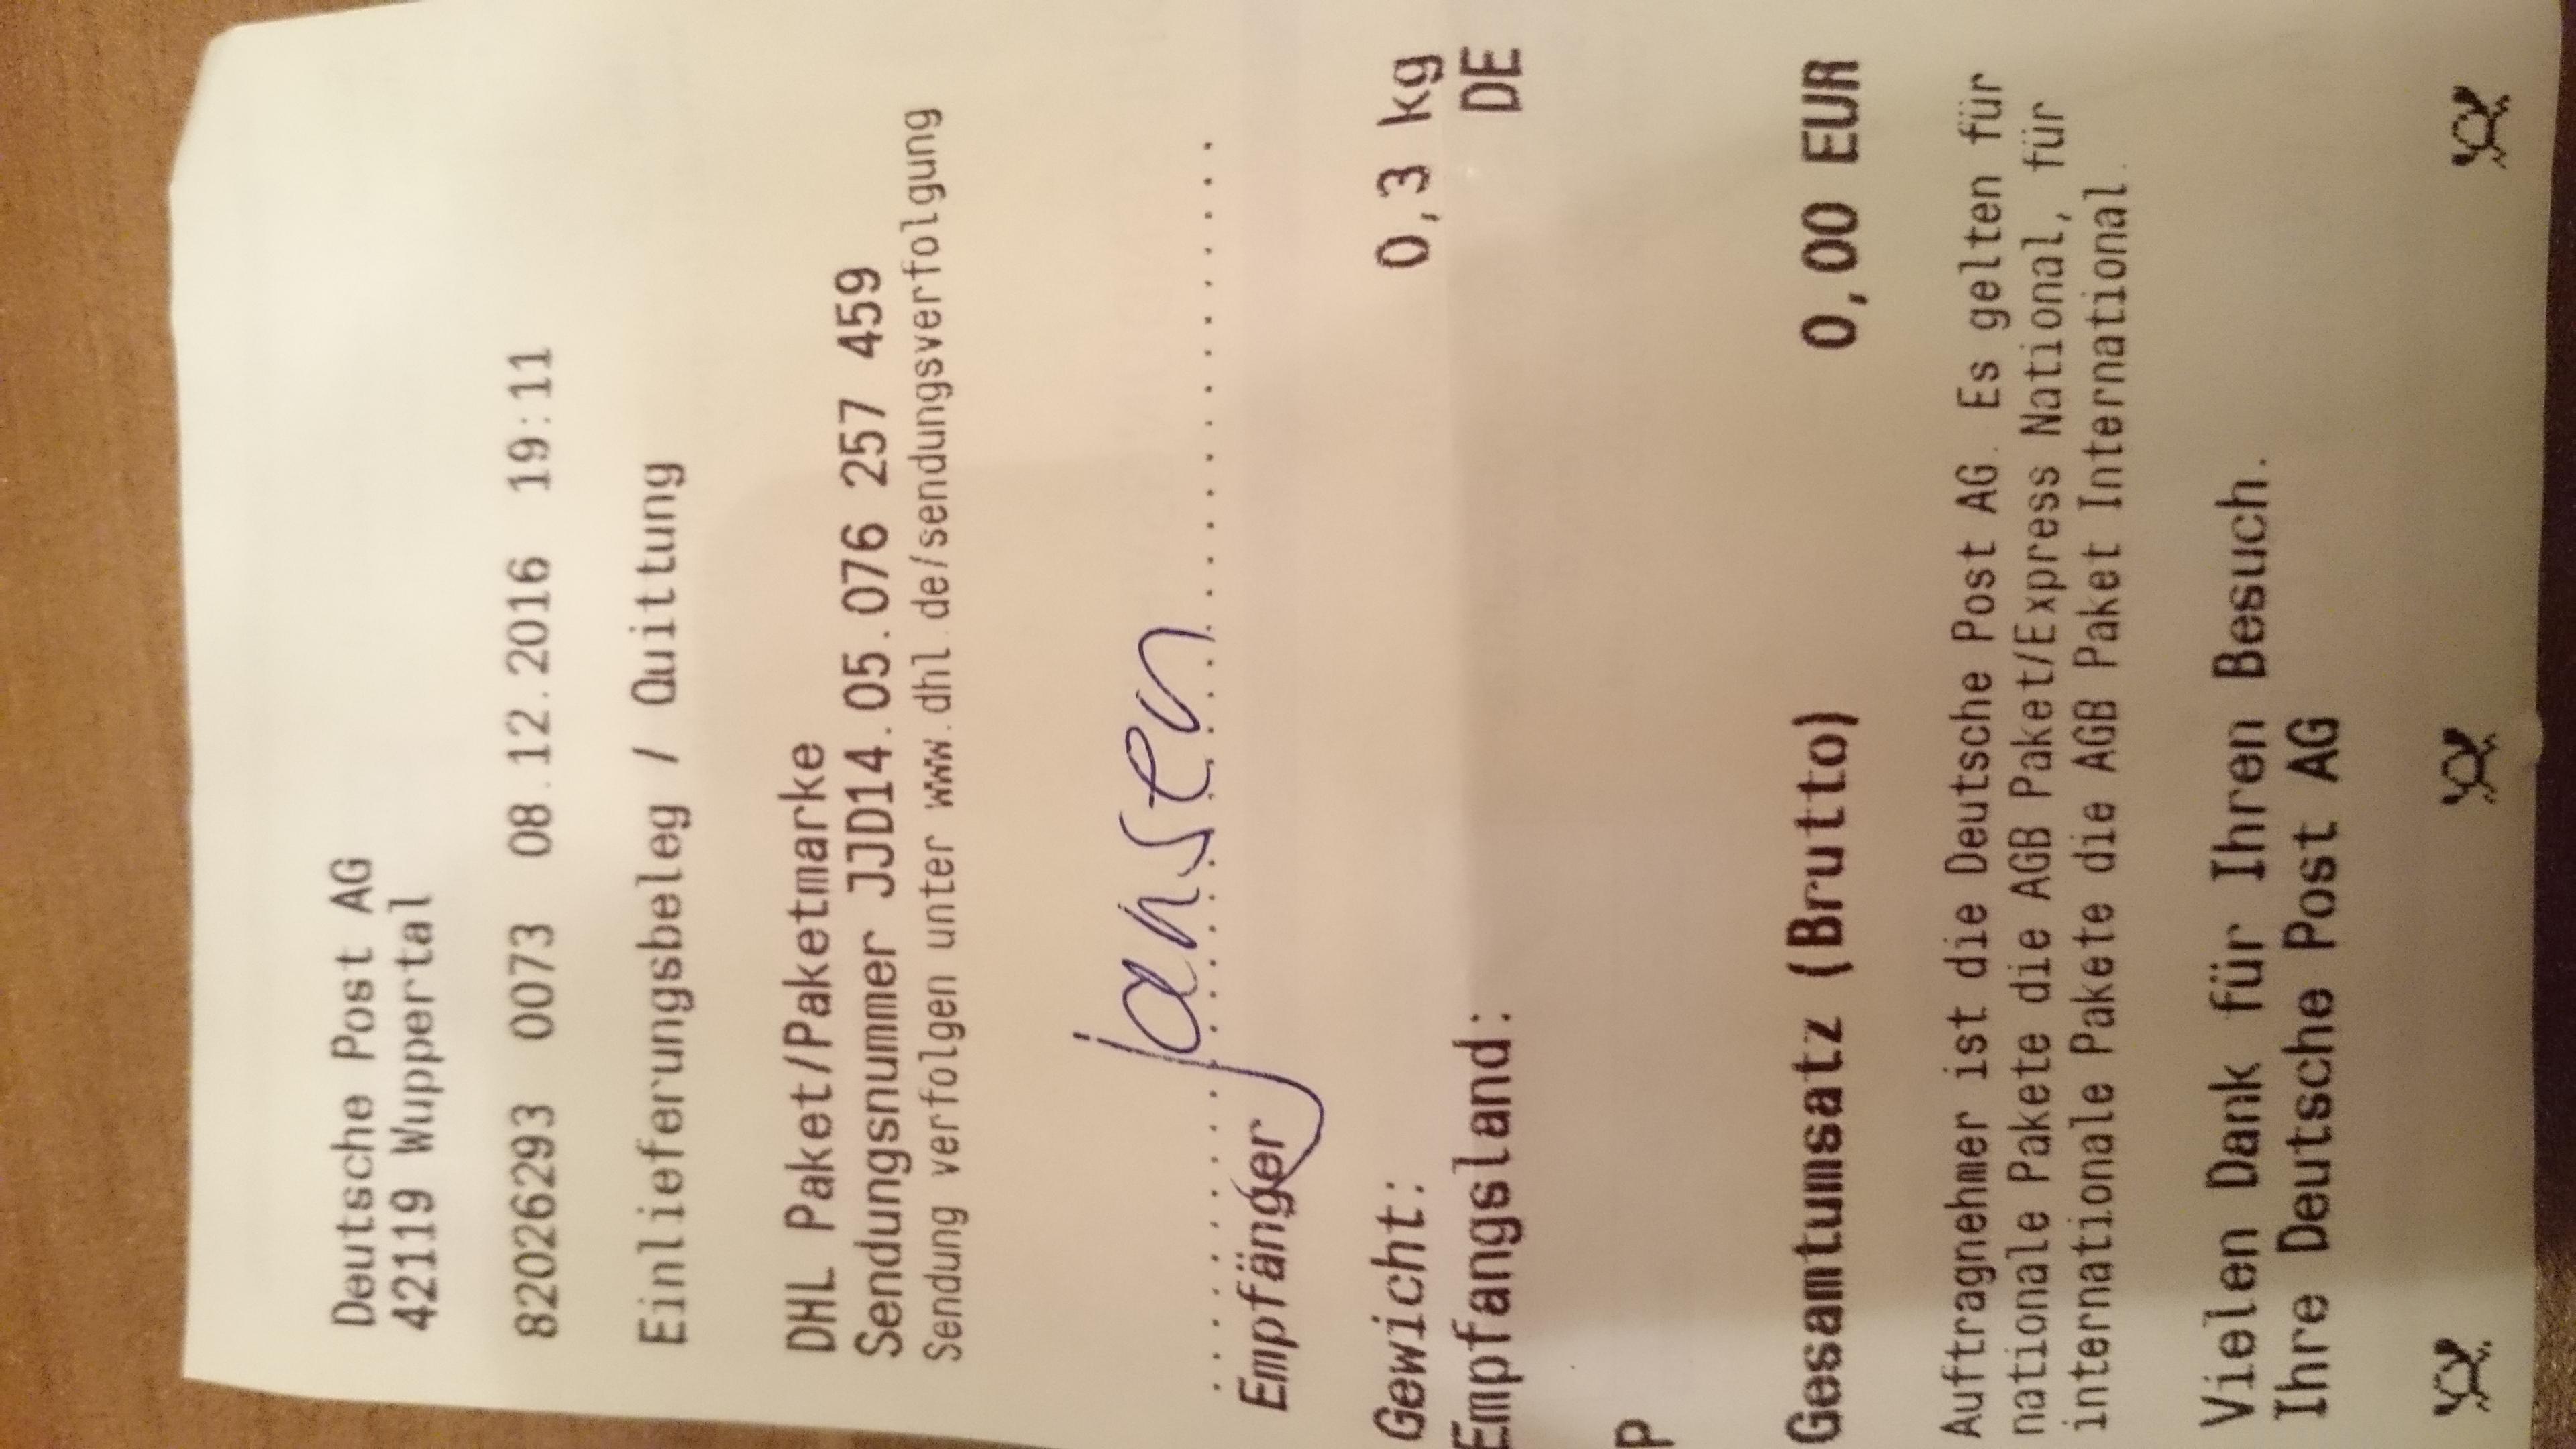 Deutsche Post AG
42119 Wuppertal
82026293 0073 08.12.2016 19:11
Einlieferungsbeleg / Quittung
DHL Paket/Paketmarke
Sendungsnummer JJD14.05.076 257 459
Sendung verfolgen unter www.dhl.de/sendungsverfolgung
Jansen
Empfänger
Gewicht: 0,3 kg
Empfangsland: DE
P
Gesamtumsatz (Brutto) 0,00 EUR
Auftragnehmer ist die Deutsche Post AG. Es gelten für
nationale Pakete die AGB Paket/Express National, für
internationale Pakete die AGB Paket International.
Vielen Dank für Ihren Besuch.
Ihre Deutsche Post AG